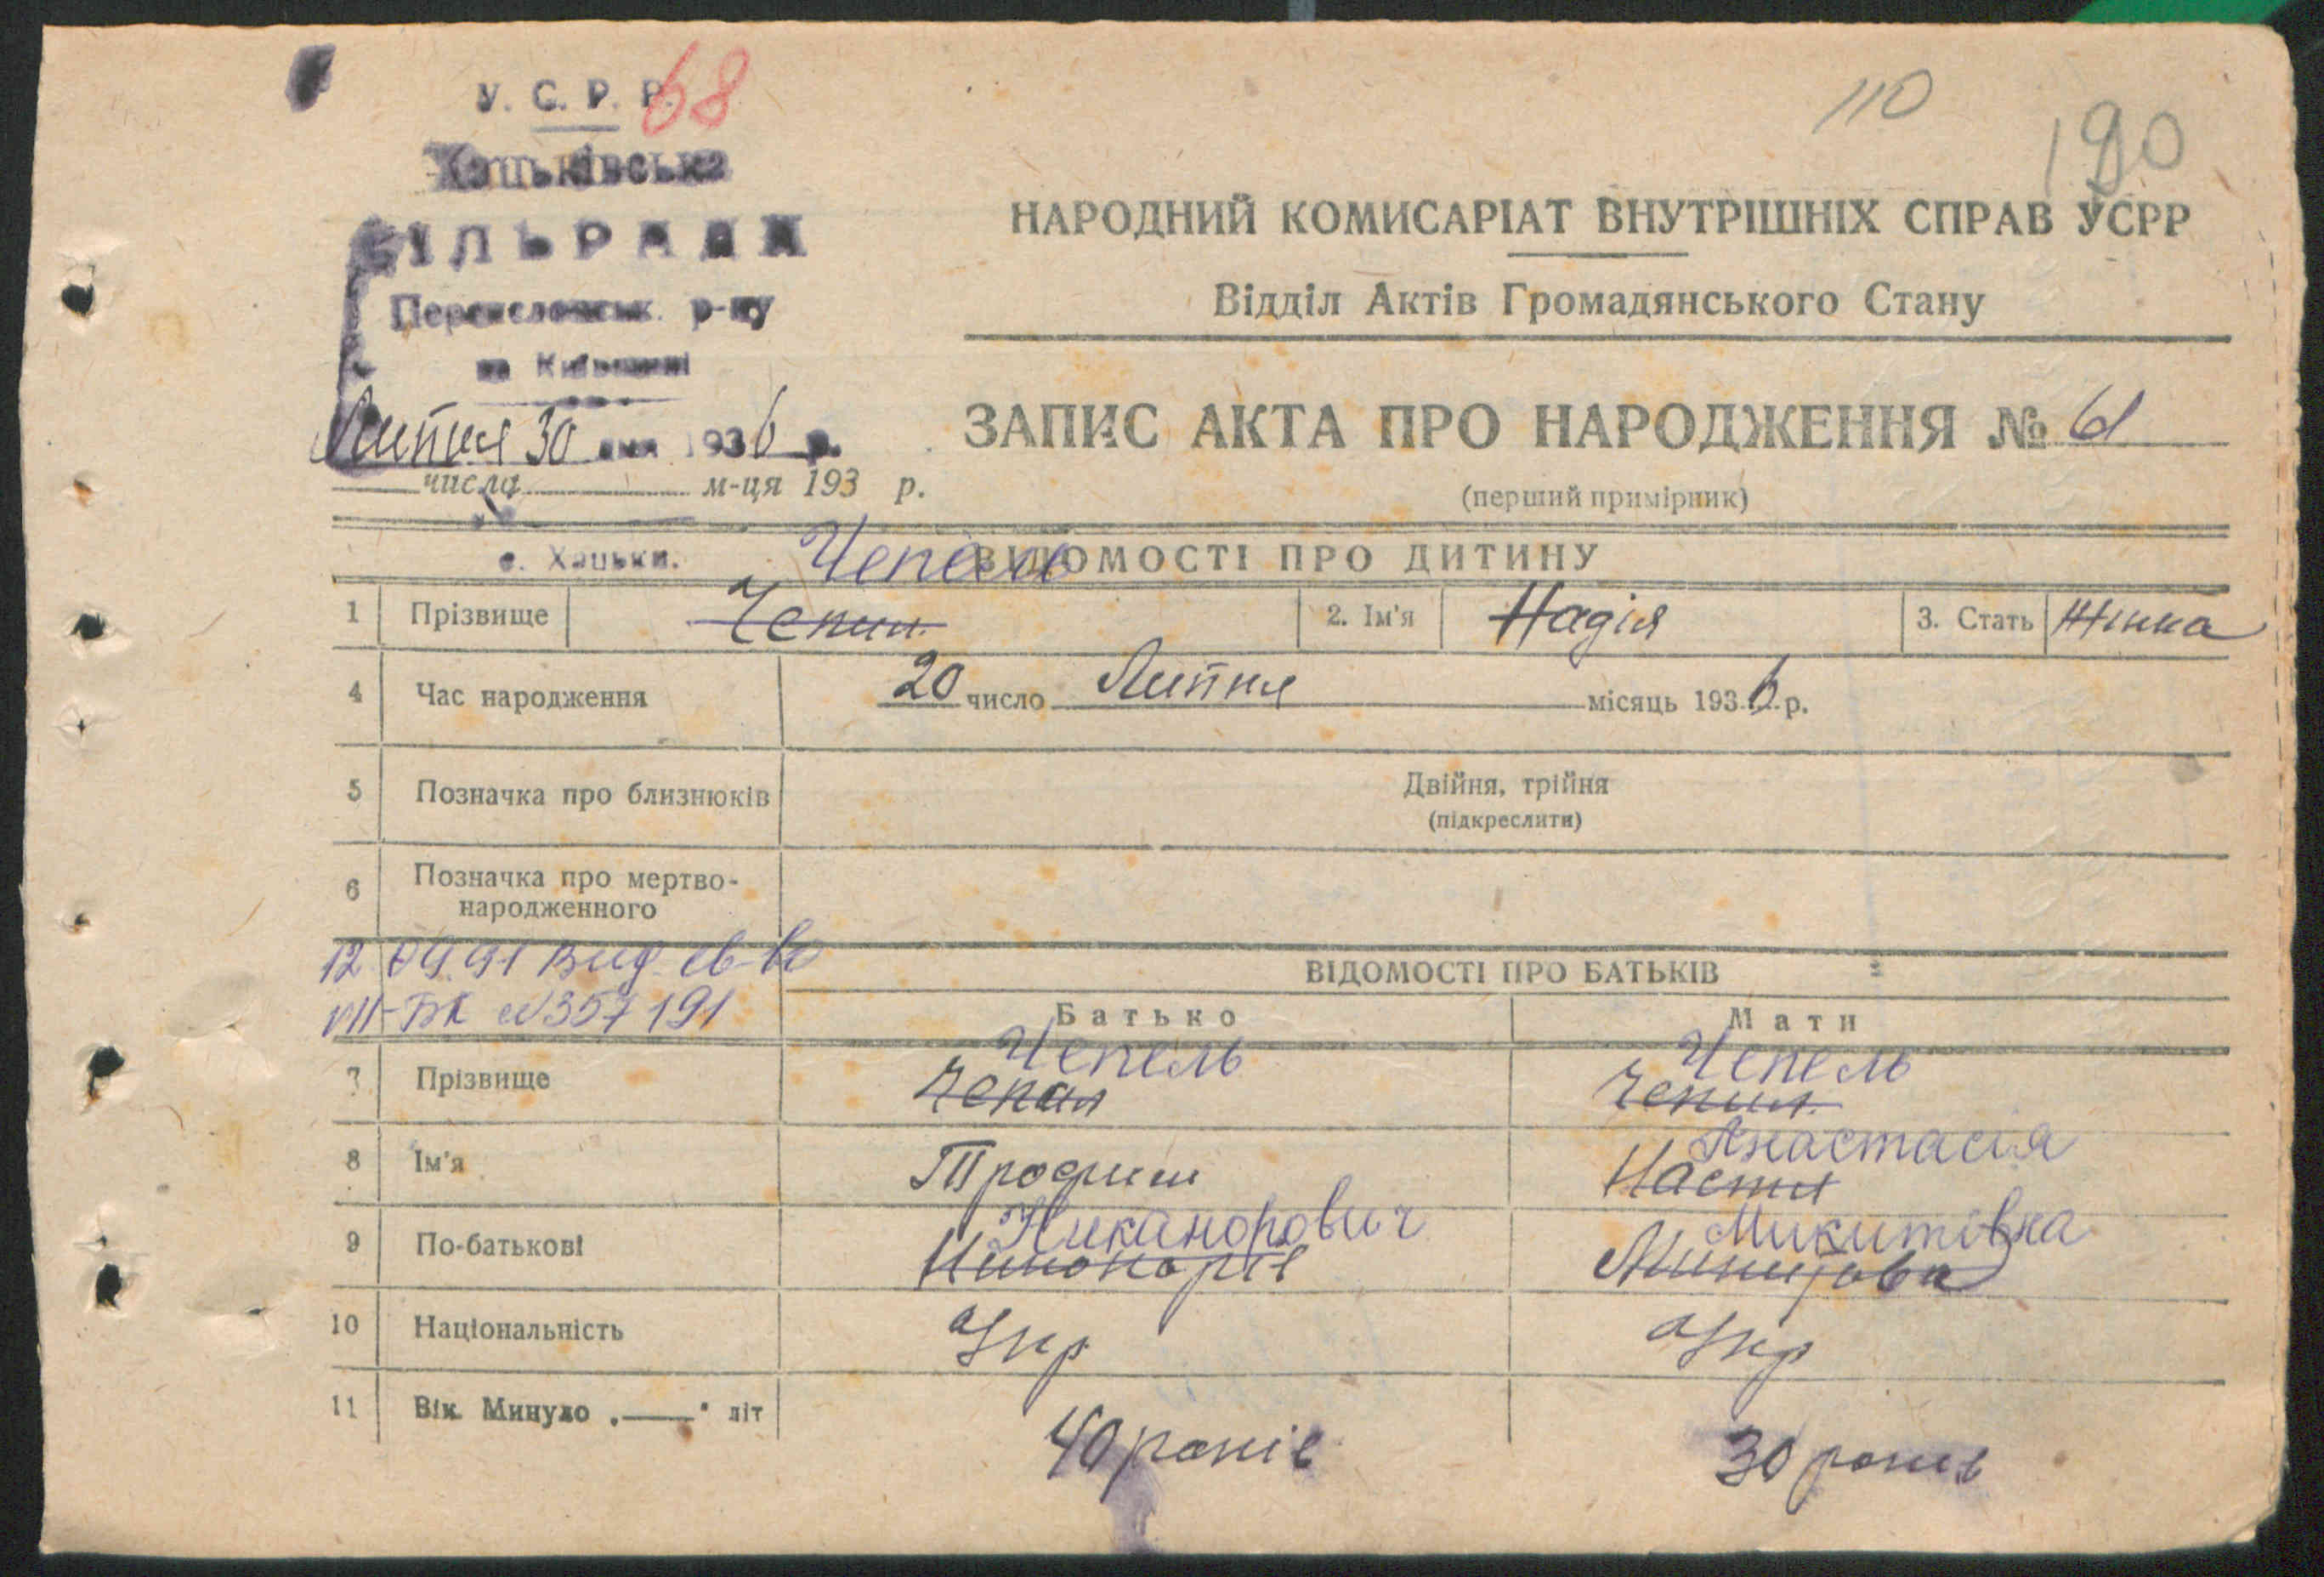 У. С. Р. Р. 68
Хацьківська
СІЛЬРАДА
Переяславськ. р-ну
на Київщині
Липня 30 дня 1936 р.
числа м-ця 193 р.
с. Хацьки.
110
190
НАРОДНИЙ КОМИСАРІАТ ВНУТРІШНІХ СПРАВ УСРР
Відділ Актів Громадянського Стану
ЗАПИС АКТА ПРО НАРОДЖЕННЯ № 61
(перший примірник)
ВІДОМОСТІ ПРО ДИТИНУ
Чепель
1 Прізвище Чепил 2. Ім'я Надія 3. Стать Жінка
4 Час народження 20 число Липня місяць 1936 р.
5 Позначка про близнюків Двійня, трійня
(підкреслити)
6 Позначка про мертво-
народженного
12.09.91 Вид. св-во
VII-БК №357191
ВІДОМОСТІ ПРО БАТЬКІВ
Батько Мати
Чепель Чепель
7 Прізвище Чепил Чепил
Анастасія
8 Ім'я Трофим Настя
Никанорович Микитівна
9 По-батькові
10 Національність Укр Укр
11 Вік. Минуло „——" літ 40 років 30 років